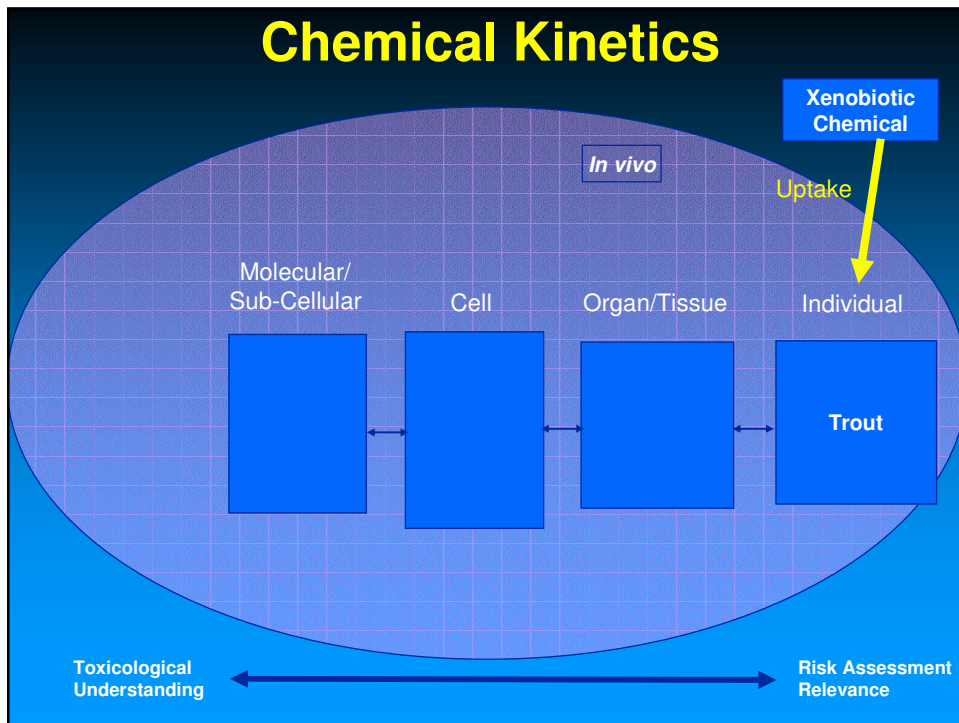 Chemical Kinetics
Xenobiotic
Chemical
In vivo
Uptake
Molecular/
Sub-Cellular
Cell
Organ/Tissue
Individual
Trout
Toxicological
Understanding
Risk Assessment
Relevance